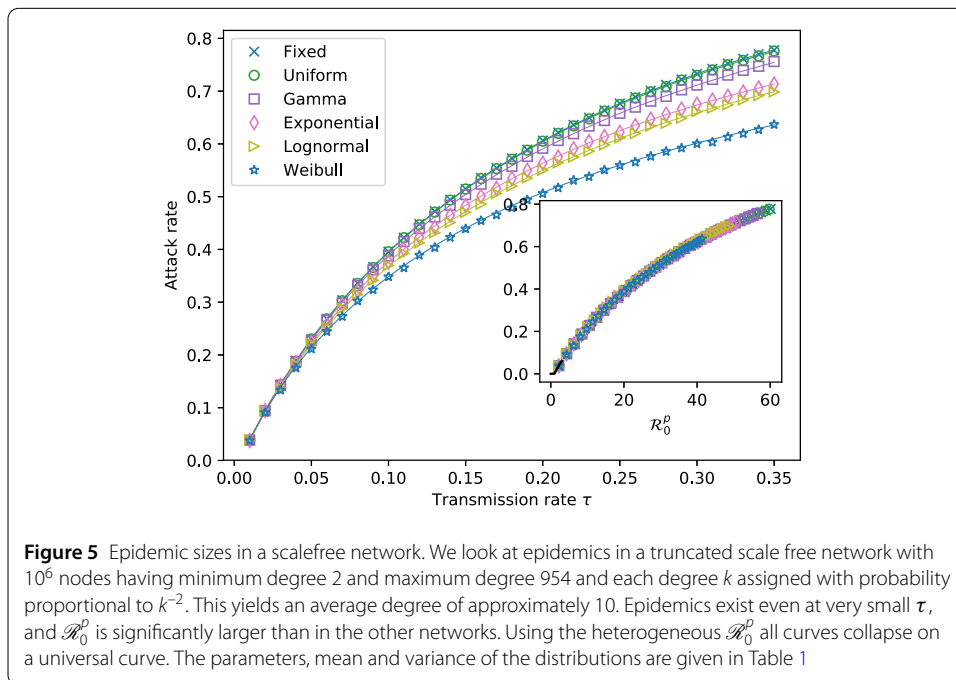 0.8
0.7
0.6
0.5
0.4
0.3
0.2
0.1
0.0
Attack rate
Fixed
Uniform
Gamma
Exponential
Lognormal
Weibull
0.8
0.6
0.4
0.2
0.0
0 20 40 60
ℛ₀ᵖ
0.00 0.05 0.10 0.15 0.20 0.25 0.30 0.35
Transmission rate τ
Figure 5 Epidemic sizes in a scalefree network. We look at epidemics in a truncated scale free network with
10⁶ nodes having minimum degree 2 and maximum degree 954 and each degree k assigned with probability
proportional to k⁻². This yields an average degree of approximately 10. Epidemics exist even at very small τ,
and ℛ₀ᵖ is significantly larger than in the other networks. Using the heterogeneous ℛ₀ᵖ all curves collapse on
a universal curve. The parameters, mean and variance of the distributions are given in Table 1